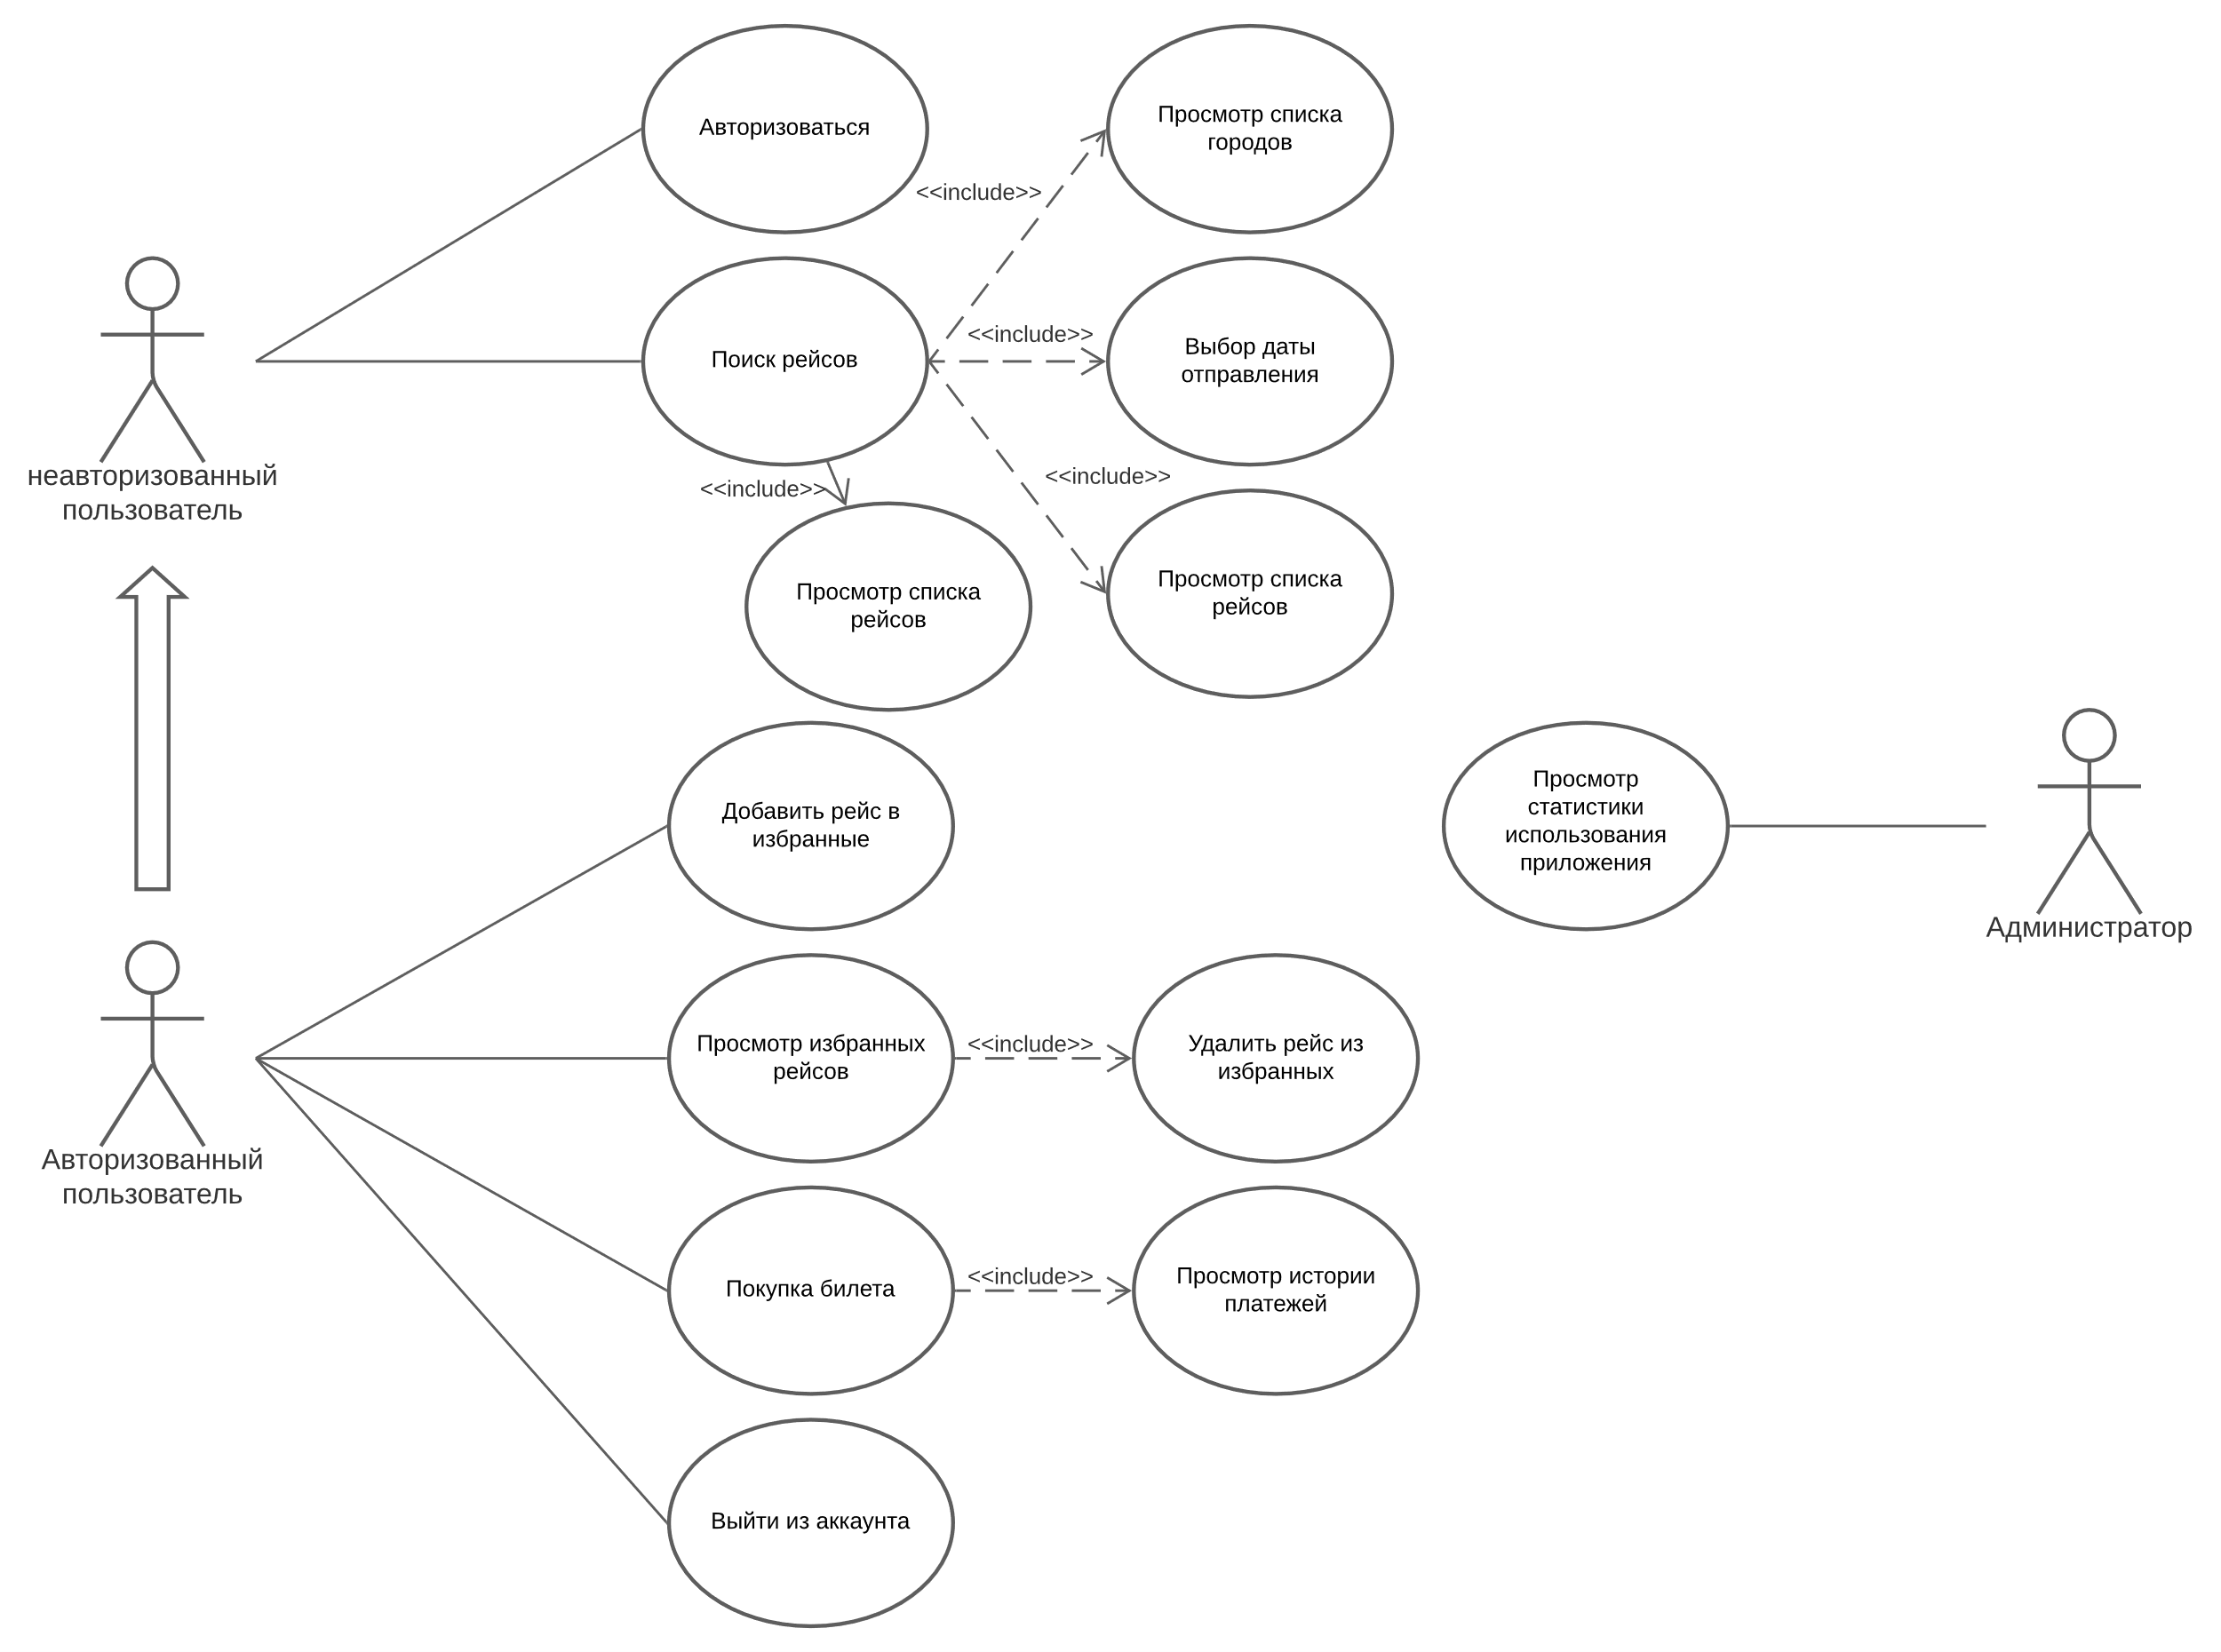 Авторизоваться
Просмотр списка
городов
<<include>>
Поиск рейсов
<<include>>
Выбор даты
отправления
неавторизованный
пользователь
<<include>>
<<include>>
Просмотр списка
рейсов
Просмотр списка
рейсов
Добавить рейс в
избранные
Просмотр
статистики
использования
приложения
Администратор
Авторизованный
пользователь
Просмотр избранных
рейсов
<<include>>
Удалить рейс из
избранных
Покупка билета
<<include>>
Просмотр истории
платежей
Выйти из аккаунта